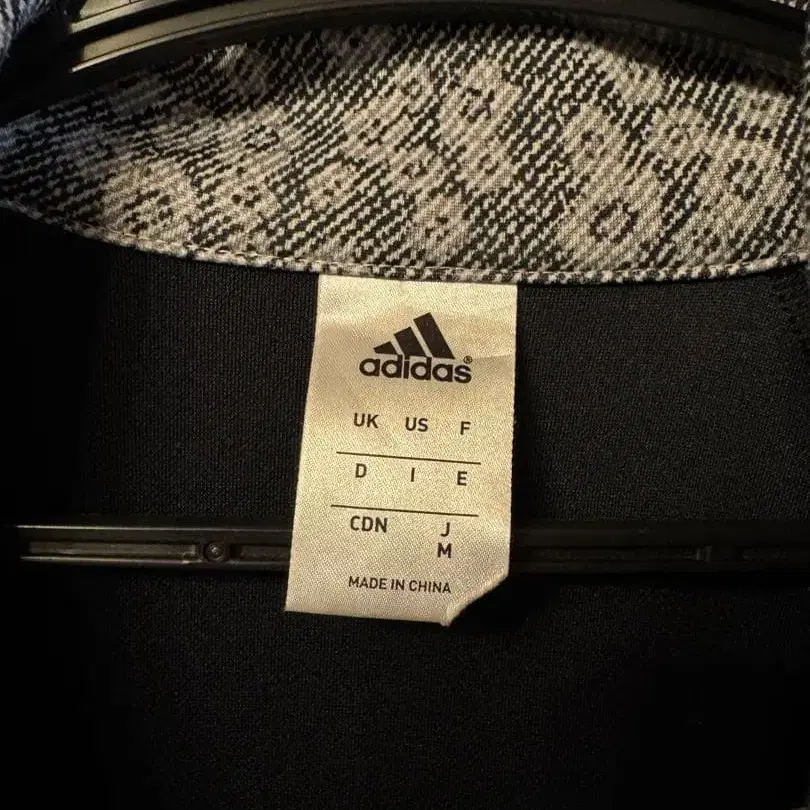 adidas®
UK US F
D I E
CDN J
M
MADE IN CHINA